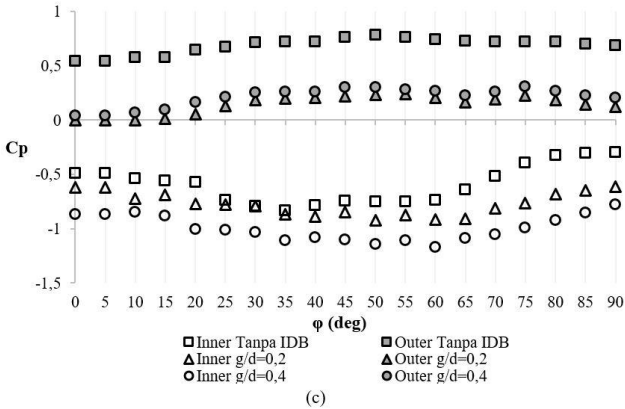 1
0,5
0
Cp
-0,5
-1
-1,5
0 5 10 15 20 25 30 35 40 45 50 55 60 65 70 75 80 85 90
φ (deg)
Inner Tanpa IDB Outer Tanpa IDB
Inner g/d=0,2 Outer g/d=0,2
Inner g/d=0,4 Outer g/d=0,4
(c)